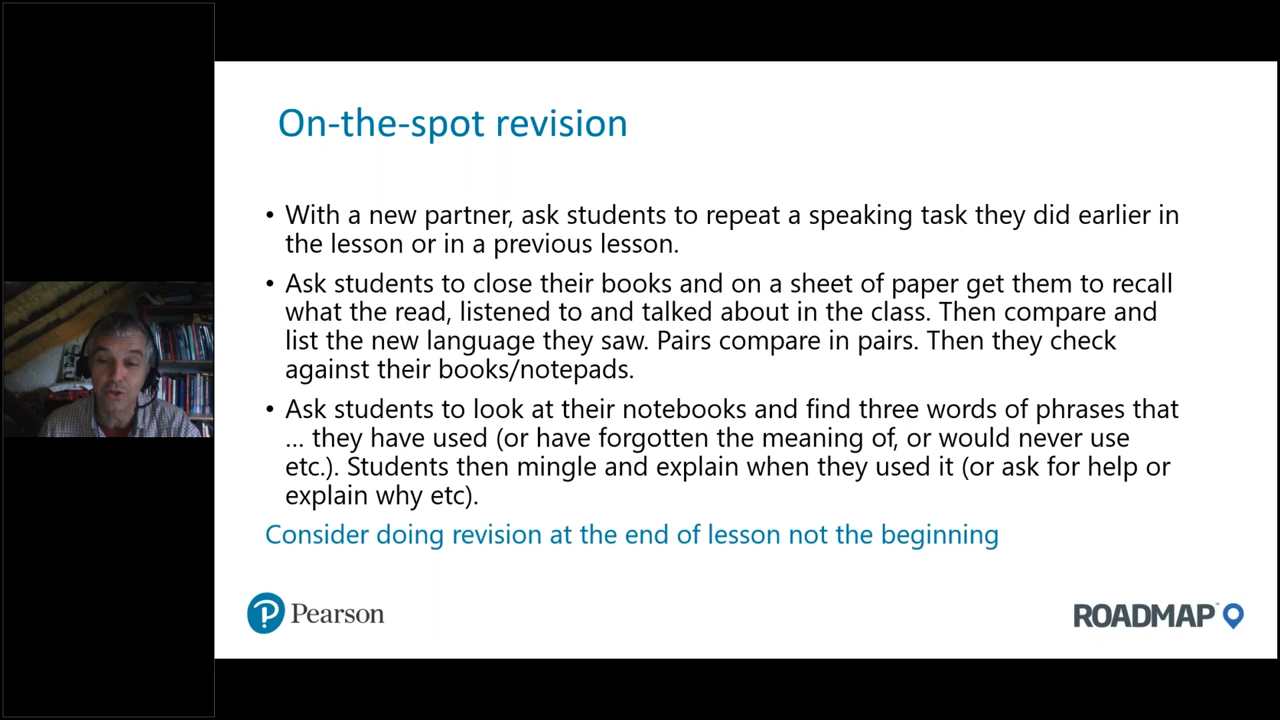 On-the-spot revision
• With a new partner, ask students to repeat a speaking task they did earlier in
the lesson or in a previous lesson.
• Ask students to close their books and on a sheet of paper get them to recall
what the read, listened to and talked about in the class. Then compare and
list the new language they saw. Pairs compare in pairs. Then they check
against their books/notepads.
• Ask students to look at their notebooks and find three words of phrases that
... they have used (or have forgotten the meaning of, or would never use
etc.). Students then mingle and explain when they used it (or ask for help or
explain why etc).
Consider doing revision at the end of lesson not the beginning
Pearson
ROADMAP